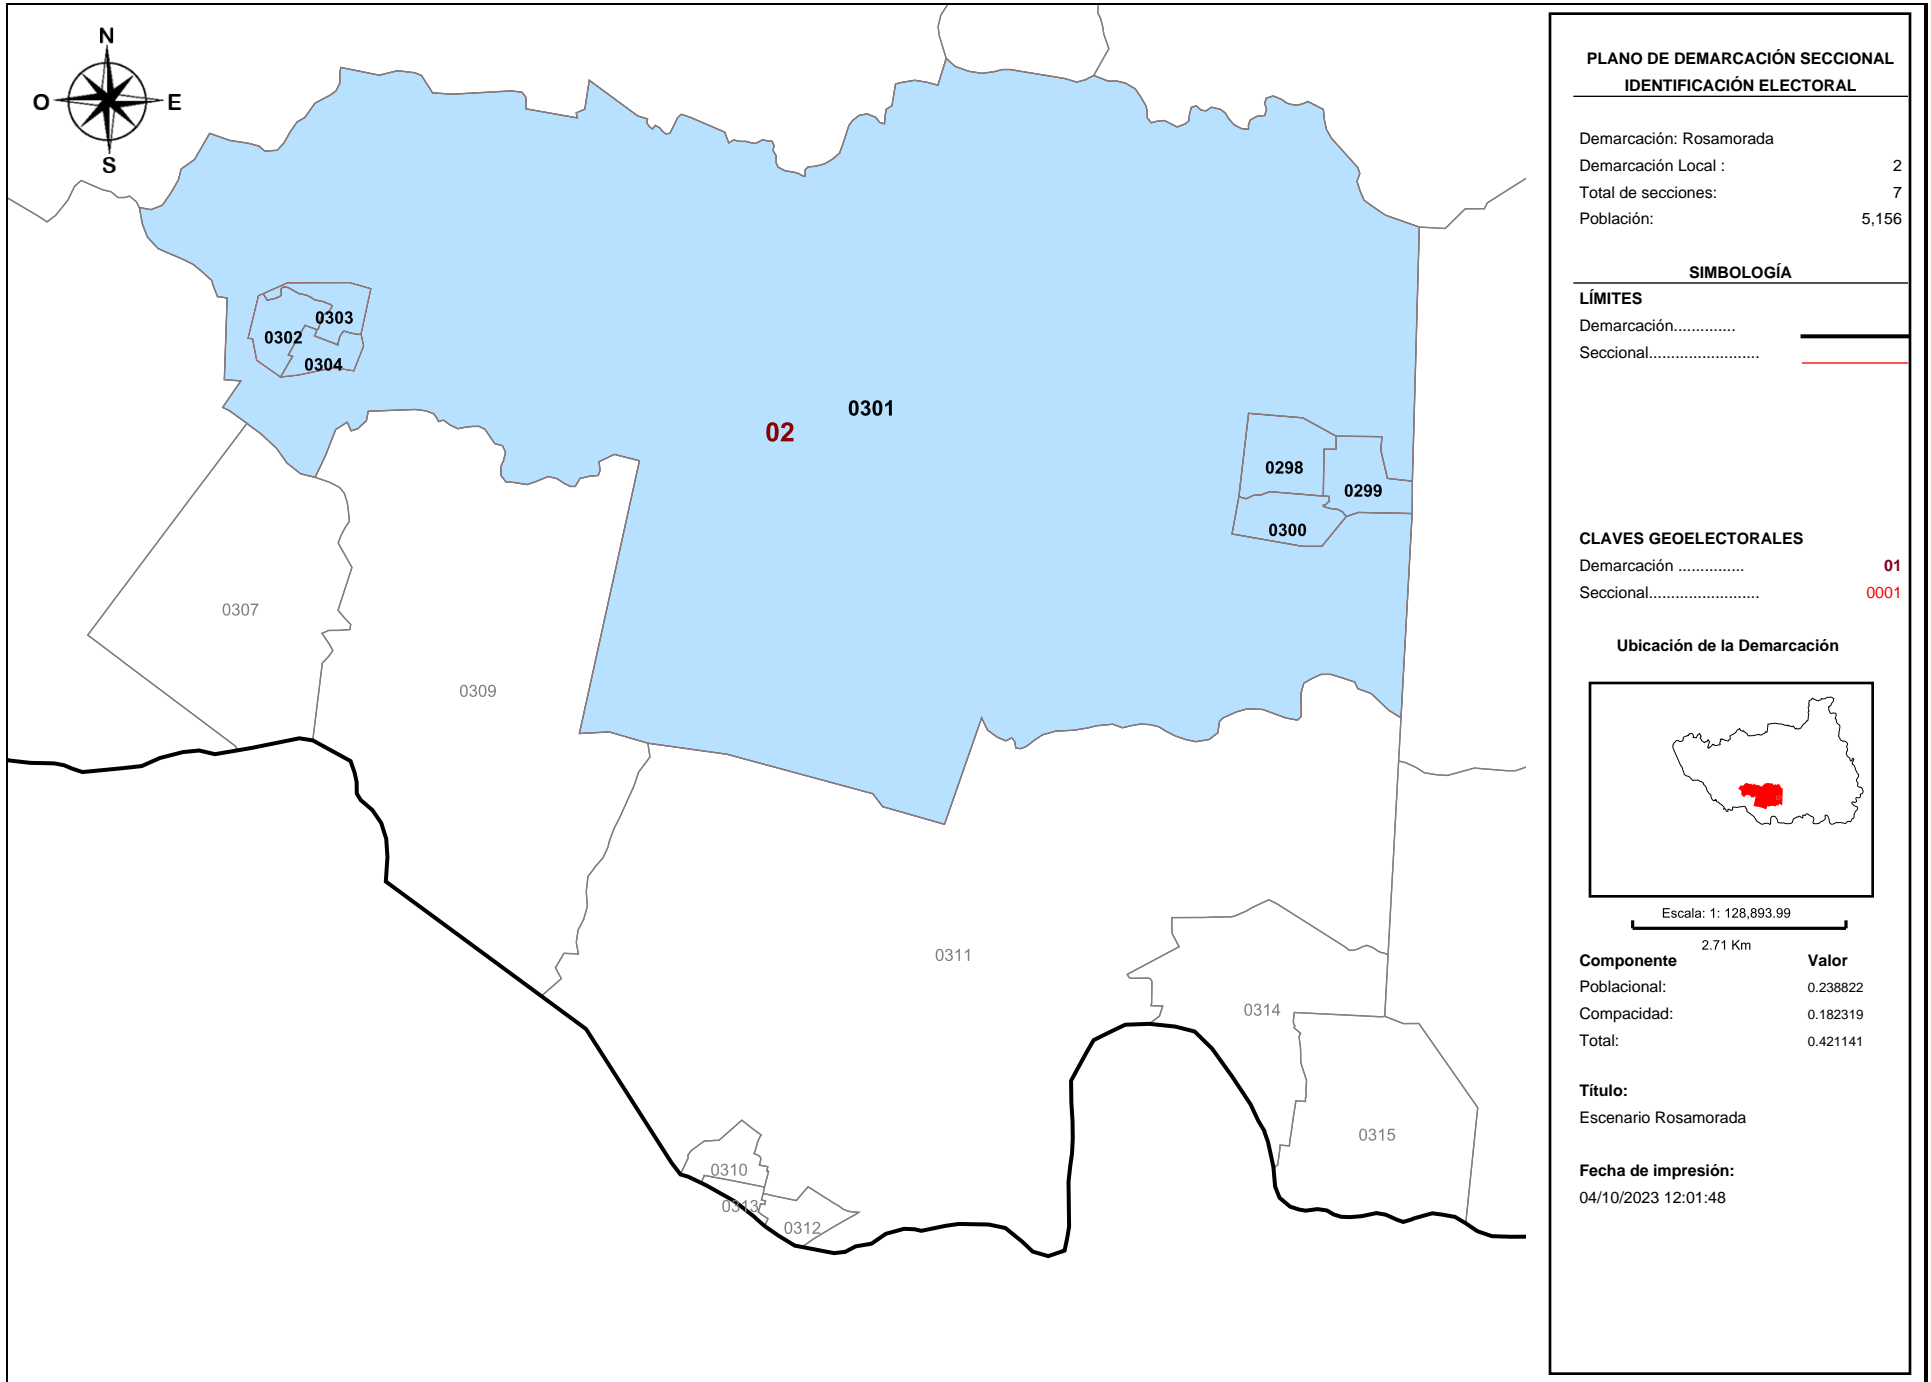 N
O E
S
0303
0302
0304
0301
02
0298
0299
0300
0307
0309
0311
0314
0315
0310
0313
0312
PLANO DE DEMARCACIÓN SECCIONAL
IDENTIFICACIÓN ELECTORAL
Demarcación: Rosamorada
Demarcación Local : 2
Total de secciones: 7
Población: 5,156
SIMBOLOGÍA
LÍMITES
Demarcación..............
Seccional.........................
CLAVES GEOELECTORALES
Demarcación ............... 01
Seccional......................... 0001
Ubicación de la Demarcación
Escala: 1: 128,893.99
2.71 Km
Componente Valor
Poblacional: 0.238822
Compacidad: 0.182319
Total: 0.421141
Título:
Escenario Rosamorada
Fecha de impresión:
04/10/2023 12:01:48